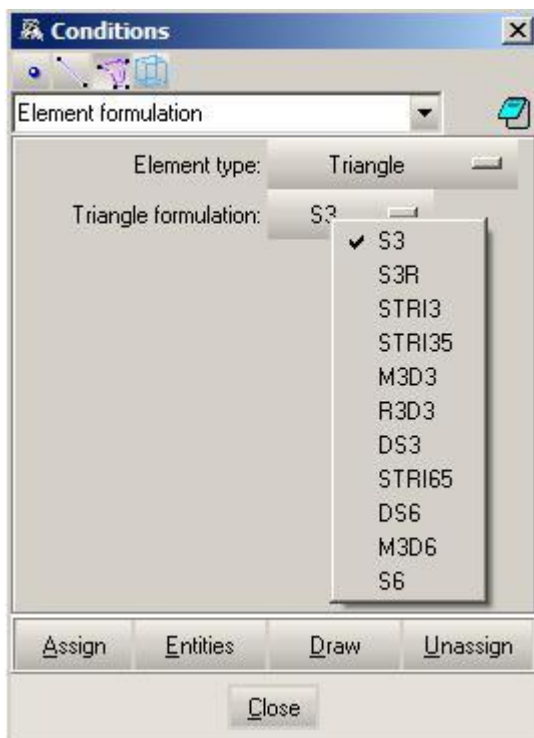 Conditions
Element formulation
Element type: Triangle
Triangle formulation: S3
S3
S3R
STRI3
STRI35
M3D3
R3D3
DS3
STRI65
DS6
M3D6
S6
Assign Entities Draw Unassign
Close